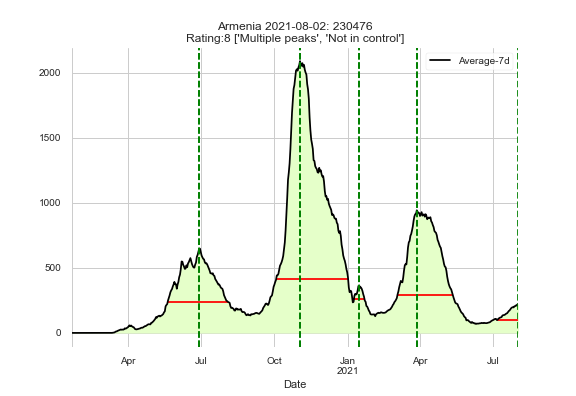 Armenia 2021-08-02: 230476
Rating:8 ['Multiple peaks', 'Not in control']
Average-7d
2000
1500
1000
500
0
Apr Jul Oct Jan Apr Jul
2021
Date